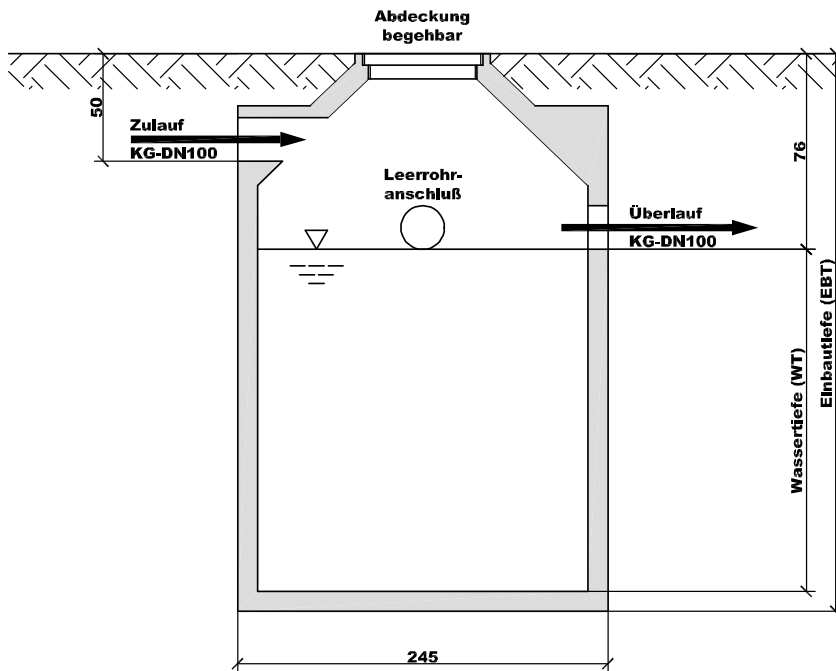 Abdeckung
begehbar
50
Zulauf
KG-DN100
Leerrohr-
anschluß
76
Überlauf
KG-DN100
Wassertiefe (WT)
Einbautiefe (EBT)
245